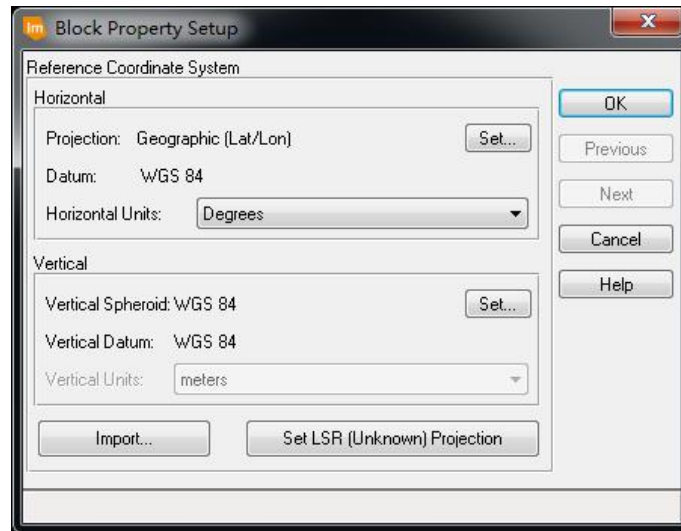 Im Block Property Setup
Reference Coordinate System
Horizontal
Projection: Geographic (Lat/Lon) Set...
Datum: WGS 84
Horizontal Units: Degrees
Vertical
Vertical Spheroid: WGS 84 Set...
Vertical Datum: WGS 84
Vertical Units: meters
Import... Set LSR (Unknown) Projection
OK
Previous
Next
Cancel
Help